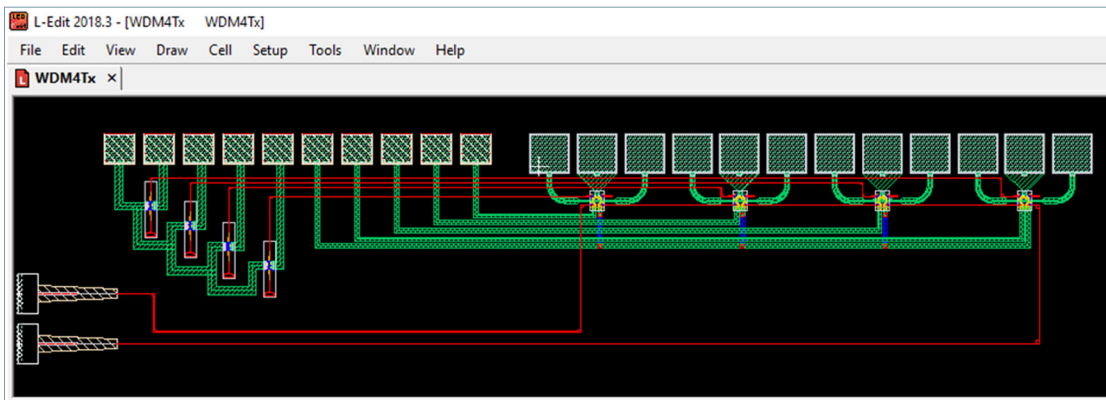 L-Edit 2018.3 - [WDM4Tx WDM4Tx]
File Edit View Draw Cell Setup Tools Window Help
WDM4Tx ×